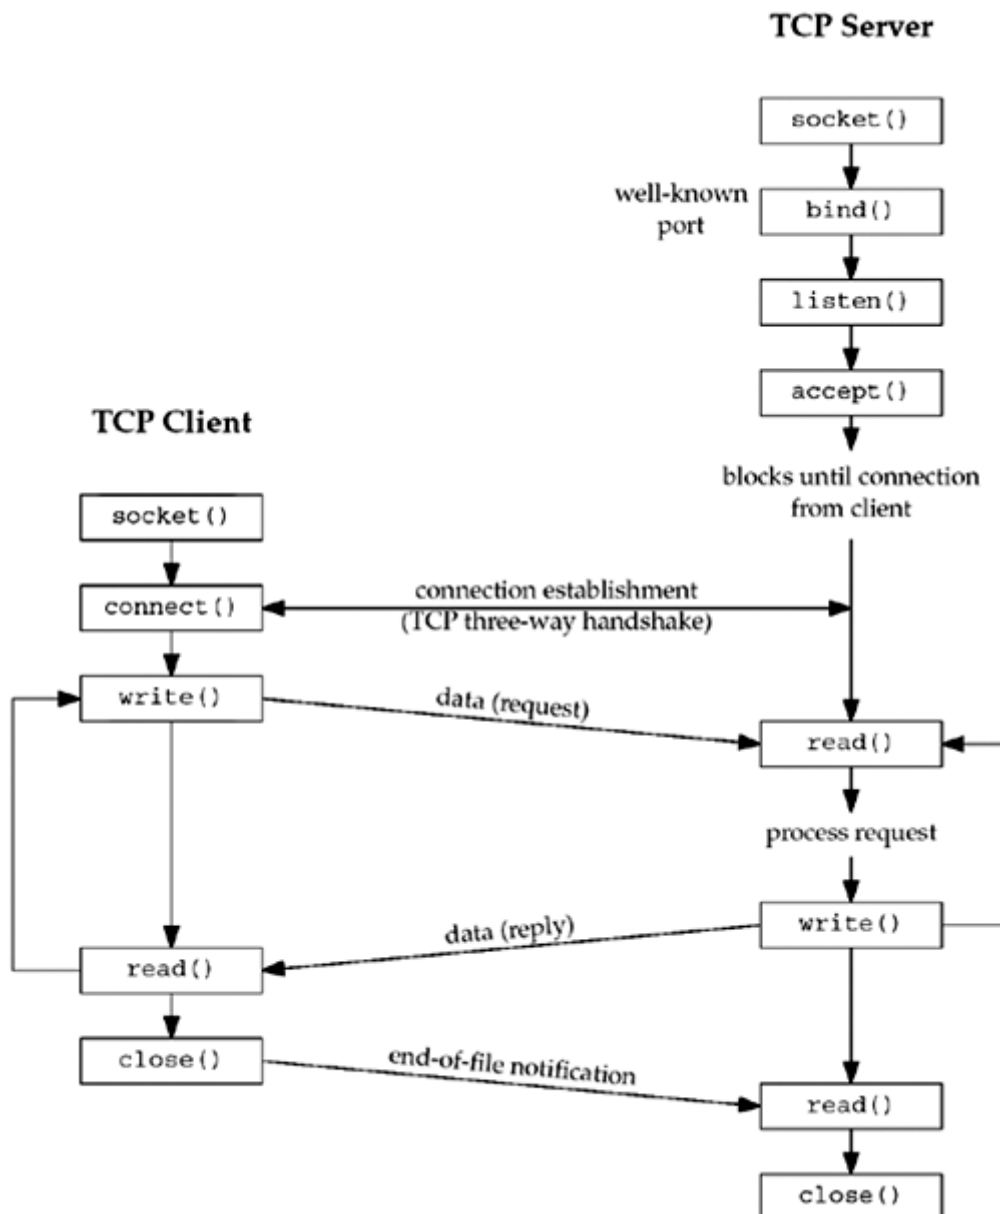 TCP Server
socket()
well-known
port
bind()
listen()
accept()
blocks until connection
from client
TCP Client
socket()
connect()
connection establishment
(TCP three-way handshake)
write()
data (request)
read()
process request
write()
data (reply)
read()
close()
end-of-file notification
read()
close()